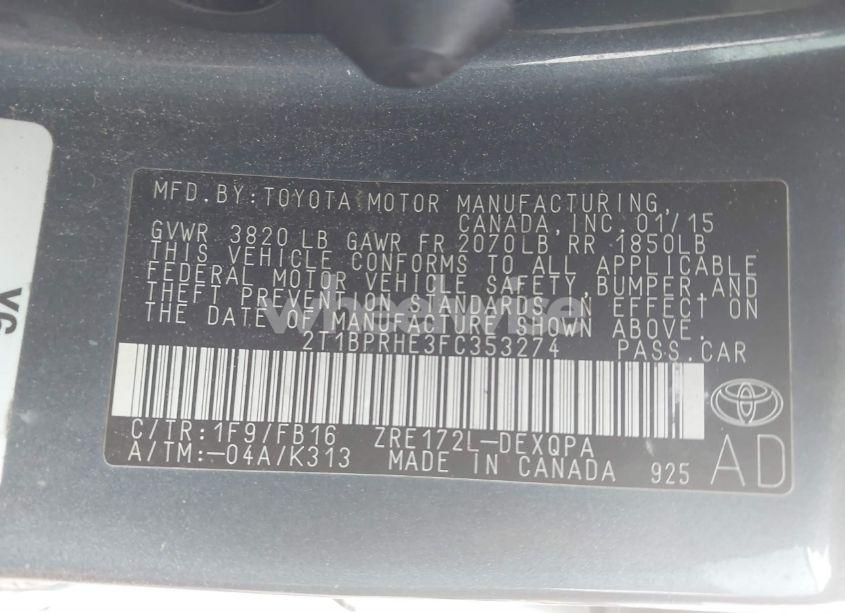 MFD.BY:TOYOTA MOTOR MANUFACTURING,
CANADA,INC. 01/15
GVWR 3820 LB GAWR FR 2070LB RR 1850LB
THIS VEHICLE CONFORMS TO ALL APPLICABLE
FEDERAL MOTOR VEHICLE SAFETY,BUMPER,AND
THEFT PREVENTION STANDARDS IN EFFECT ON
THE DATE OF MANUFACTURE SHOWN ABOVE.
wheelwise
2T1BPRHE3FC353274 PASS.CAR
C/TR:1F9/FB16 ZRE172L-DEXQPA
A/TM:-04A/K313 MADE IN CANADA 925 AD